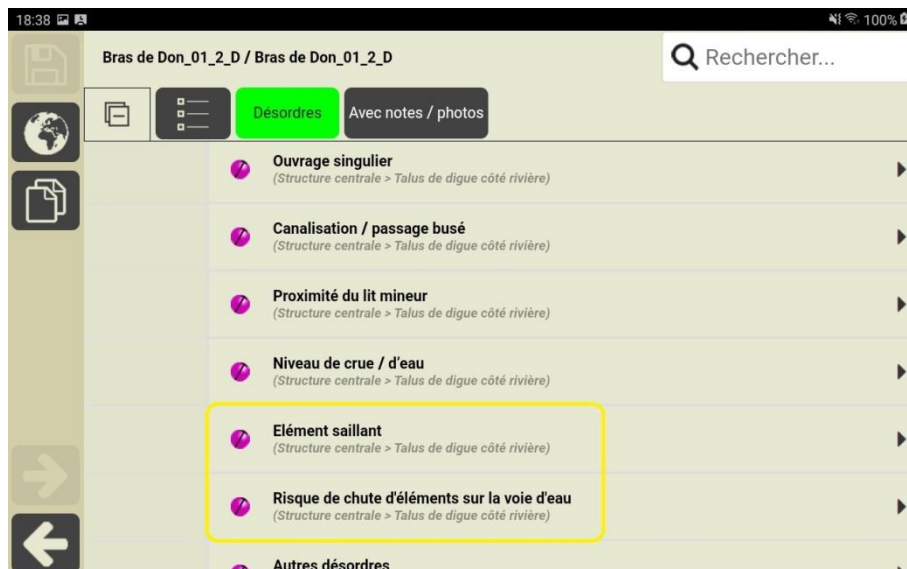 18:38 100%
Bras de Don_01_2_D / Bras de Don_01_2_D
Rechercher...
Désordres
Avec notes / photos
Ouvrage singulier
(Structure centrale > Talus de digue côté rivière)
Canalisation / passage busé
(Structure centrale > Talus de digue côté rivière)
Proximité du lit mineur
(Structure centrale > Talus de digue côté rivière)
Niveau de crue / d'eau
(Structure centrale > Talus de digue côté rivière)
Elément saillant
(Structure centrale > Talus de digue côté rivière)
Risque de chute d'éléments sur la voie d'eau
(Structure centrale > Talus de digue côté rivière)
Autres désordres